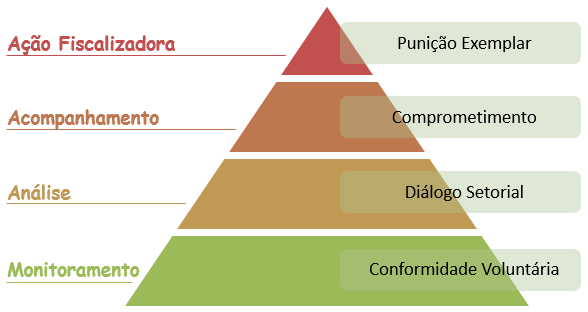 Ação Fiscalizadora
Punição Exemplar
Acompanhamento
Comprometimento
Análise
Diálogo Setorial
Monitoramento
Conformidade Voluntária